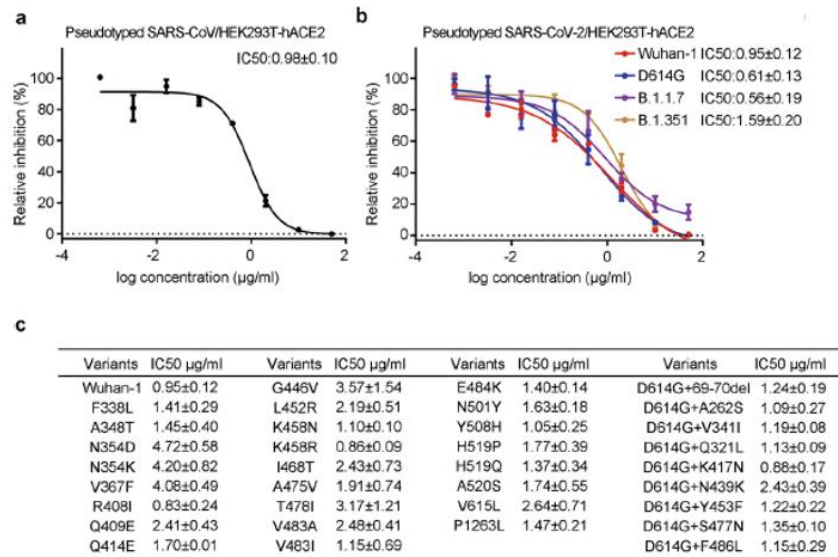 a
Pseudotyped SARS-CoV/HEK293T-hACE2
IC50:0.98±0.10
Relative inhibition (%)
100
80
60
40
20
0
-4 -2 0 2
log concentration (μg/ml)
b
Pseudotyped SARS-CoV-2/HEK293T-hACE2
Wuhan-1 IC50:0.95±0.12
D614G IC50:0.61±0.13
B.1.1.7 IC50:0.56±0.19
B.1.351 IC50:1.59±0.20
Relative inhibition (%)
100
80
60
40
20
0
-4 -2 0 2
log concentration (μg/ml)
c
Variants IC50 μg/ml Variants IC50 μg/ml Variants IC50 μg/ml Variants IC50 μg/ml
Wuhan-1 0.95±0.12 G446V 3.57±1.54 E484K 1.40±0.14 D614G+69-70del 1.24±0.19
F338L 1.41±0.29 L452R 2.19±0.51 N501Y 1.63±0.18 D614G+A262S 1.09±0.27
A348T 1.45±0.40 K458N 1.10±0.10 Y508H 1.05±0.25 D614G+V341I 1.19±0.08
N354D 4.72±0.58 K458R 0.86±0.09 H519P 1.77±0.39 D614G+Q321L 1.13±0.09
N354K 4.20±0.62 I468T 2.43±0.73 H519Q 1.37±0.34 D614G+K417N 0.88±0.17
V367F 4.08±0.49 A475V 1.91±0.74 A520S 1.74±0.55 D614G+N439K 2.43±0.39
R408I 0.83±0.24 T478I 3.17±1.21 V615L 2.64±0.71 D614G+Y453F 1.22±0.22
Q409E 2.41±0.43 V483A 2.48±0.41 P1263L 1.47±0.21 D614G+S477N 1.35±0.10
Q414E 1.70±0.01 V483I 1.15±0.69 D614G+F486L 1.15±0.29